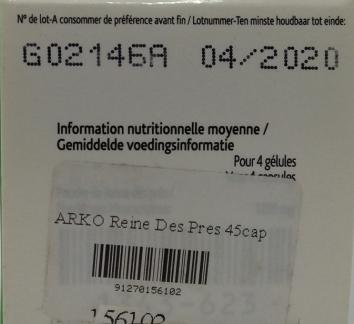 N° de lot-A consommer de préférence avant fin / Lotnummer-Ten minste houdbaar tot einde:
G02146A 04/2020
Information nutritionnelle moyenne /
Gemiddelde voedingsinformatie
Pour 4 gélules
ARKO Reine Des Pres 45cap
91270156102
156102